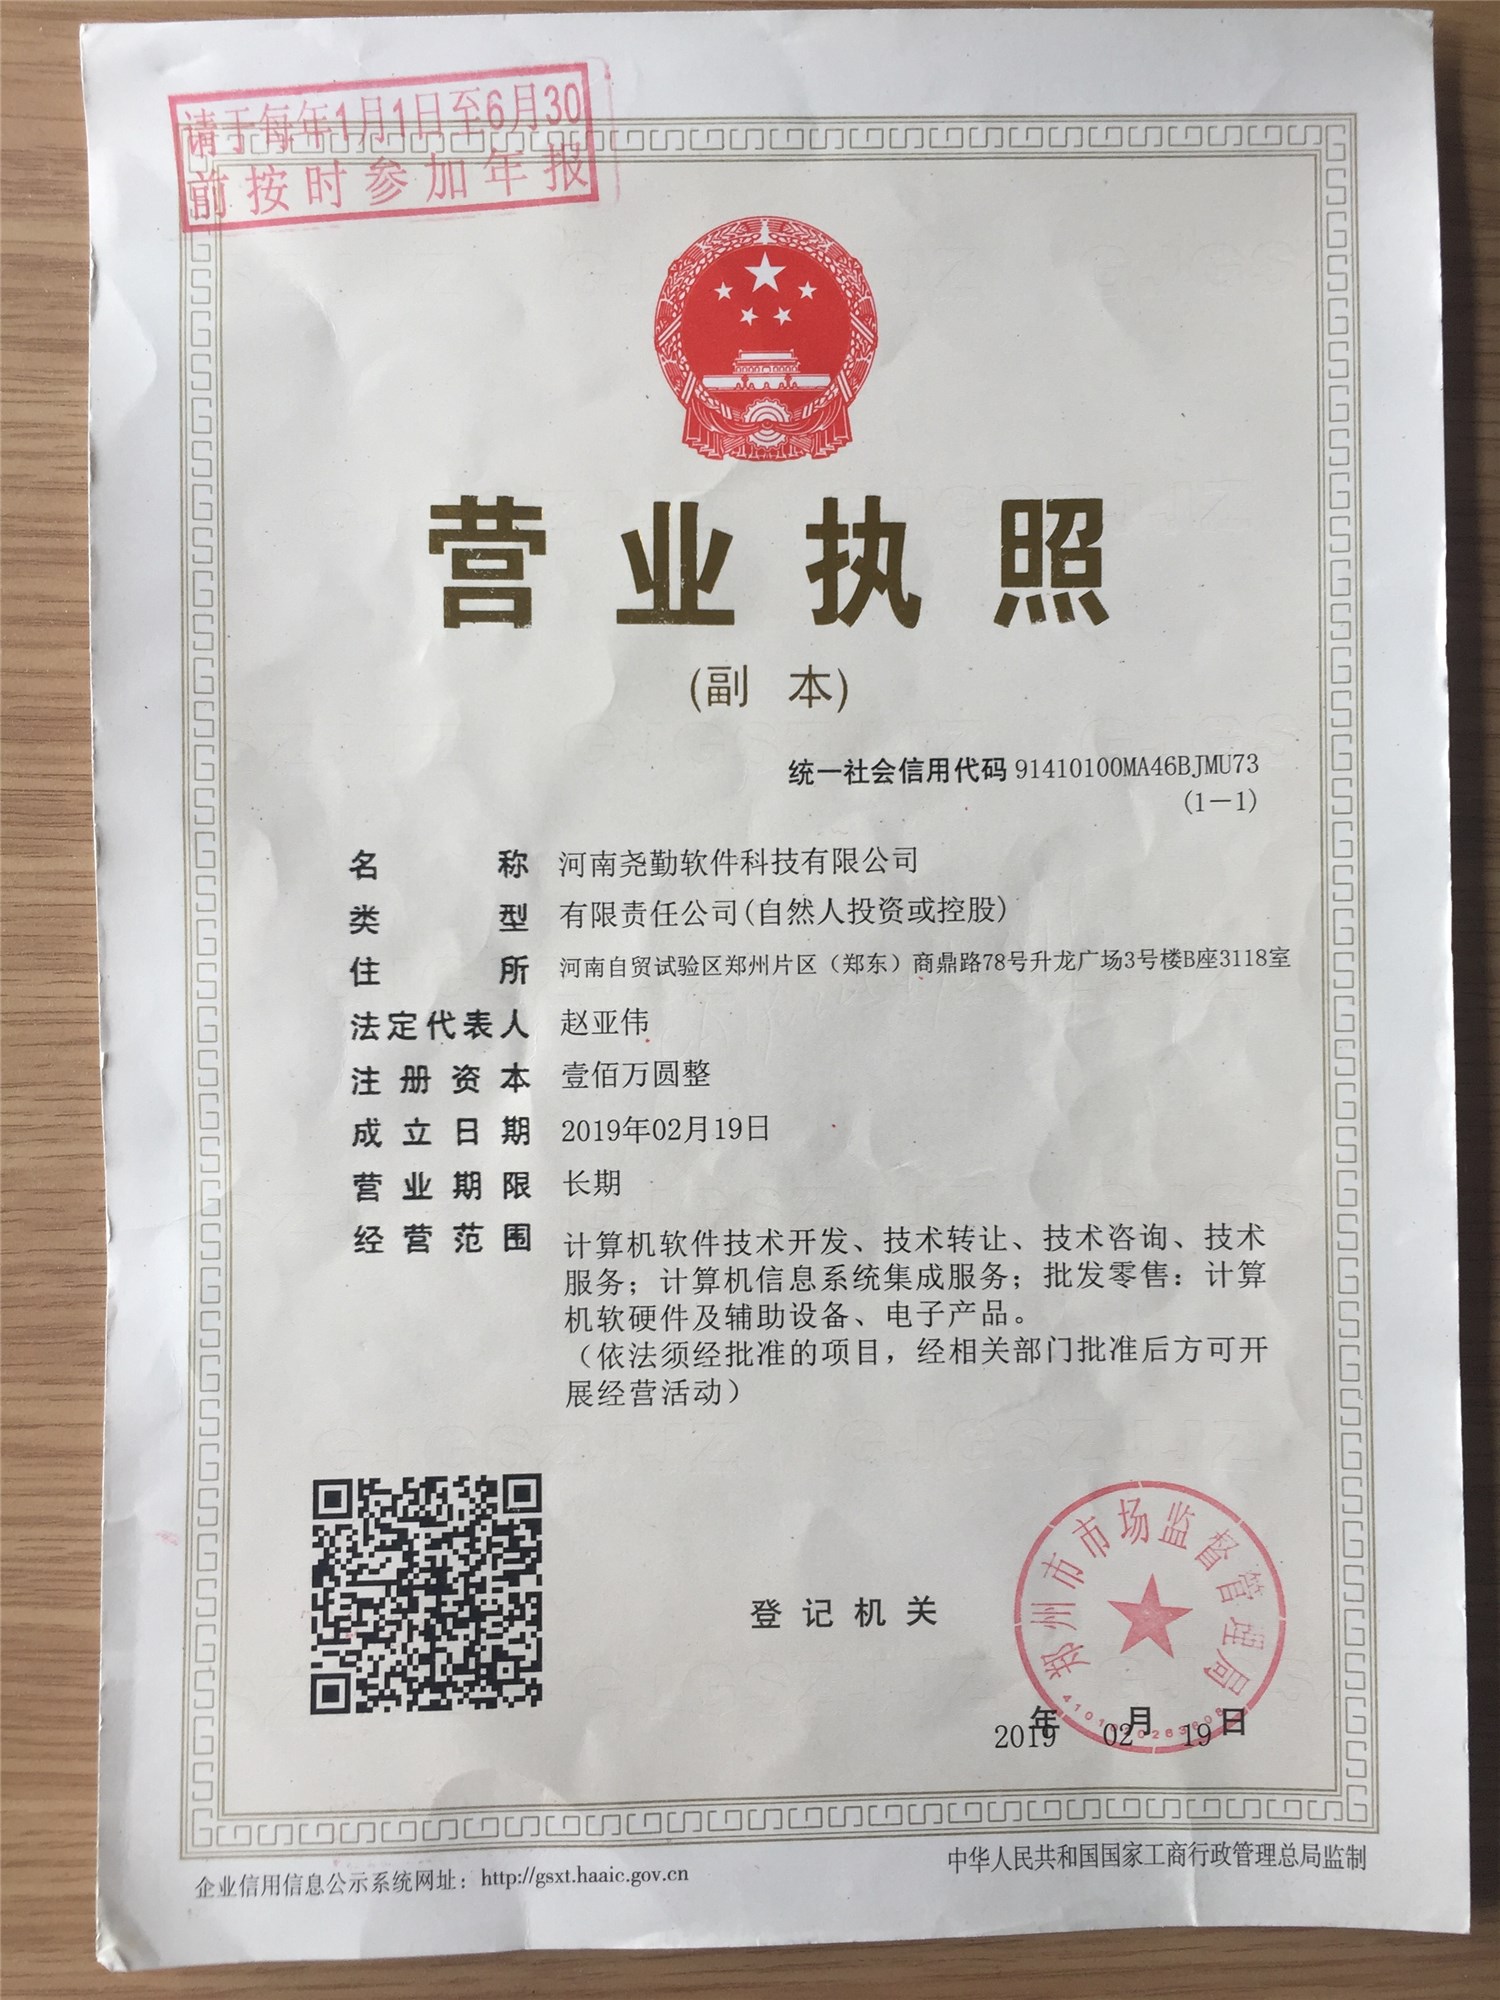 请于每年1月1日至6月30
前按时参加年报
营业执照
(副 本)
统一社会信用代码 91410100MA46BJMU73
(1-1)
名 称 河南尧勤软件科技有限公司
类 型 有限责任公司(自然人投资或控股)
住 所 河南自贸试验区郑州片区（郑东）商鼎路78号升龙广场3号楼B座3118室
法定代表人 赵亚伟
注册资本 壹佰万圆整
成立日期 2019年02月19日
营业期限 长期
经营范围 计算机软件技术开发、技术转让、技术咨询、技术
服务；计算机信息系统集成服务；批发零售：计算
机软硬件及辅助设备、电子产品。
（依法须经批准的项目，经相关部门批准后方可开
展经营活动）
郑州市市场监督管理局
登记机关
2019年 02月 19日
企业信用信息公示系统网址： http://gsxt.haaic.gov.cn
中华人民共和国国家工商行政管理总局监制